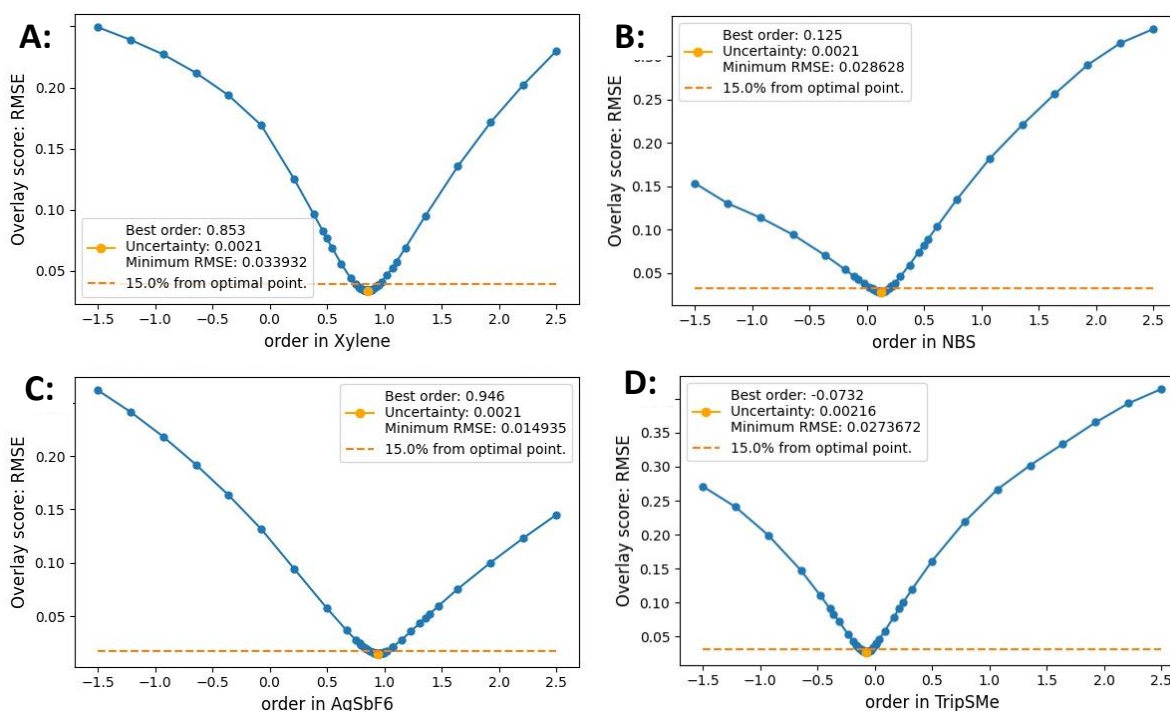 A:
0.20
0.15
0.10
0.05
Overlay score: RMSE
Best order: 0.853
Uncertainty: 0.0021
Minimum RMSE: 0.033932
15.0% from optimal point.
−1.5 −1.0 −0.5 0.0 0.5 1.0 1.5 2.0 2.5
order in Xylene
B:
0.25
0.20
0.15
0.10
0.05
Overlay score: RMSE
Best order: 0.125
Uncertainty: 0.0021
Minimum RMSE: 0.028628
15.0% from optimal point.
−1.5 −1.0 −0.5 0.0 0.5 1.0 1.5 2.0 2.5
order in NBS
C:
0.20
0.15
0.10
0.05
Overlay score: RMSE
Best order: 0.946
Uncertainty: 0.0021
Minimum RMSE: 0.014935
15.0% from optimal point.
−1.5 −1.0 −0.5 0.0 0.5 1.0 1.5 2.0 2.5
order in AgSbF6
D:
0.35
0.30
0.25
0.20
0.15
0.10
0.05
Overlay score: RMSE
Best order: -0.0732
Uncertainty: 0.00216
Minimum RMSE: 0.0273672
15.0% from optimal point.
−1.5 −1.0 −0.5 0.0 0.5 1.0 1.5 2.0 2.5
order in TripSMe